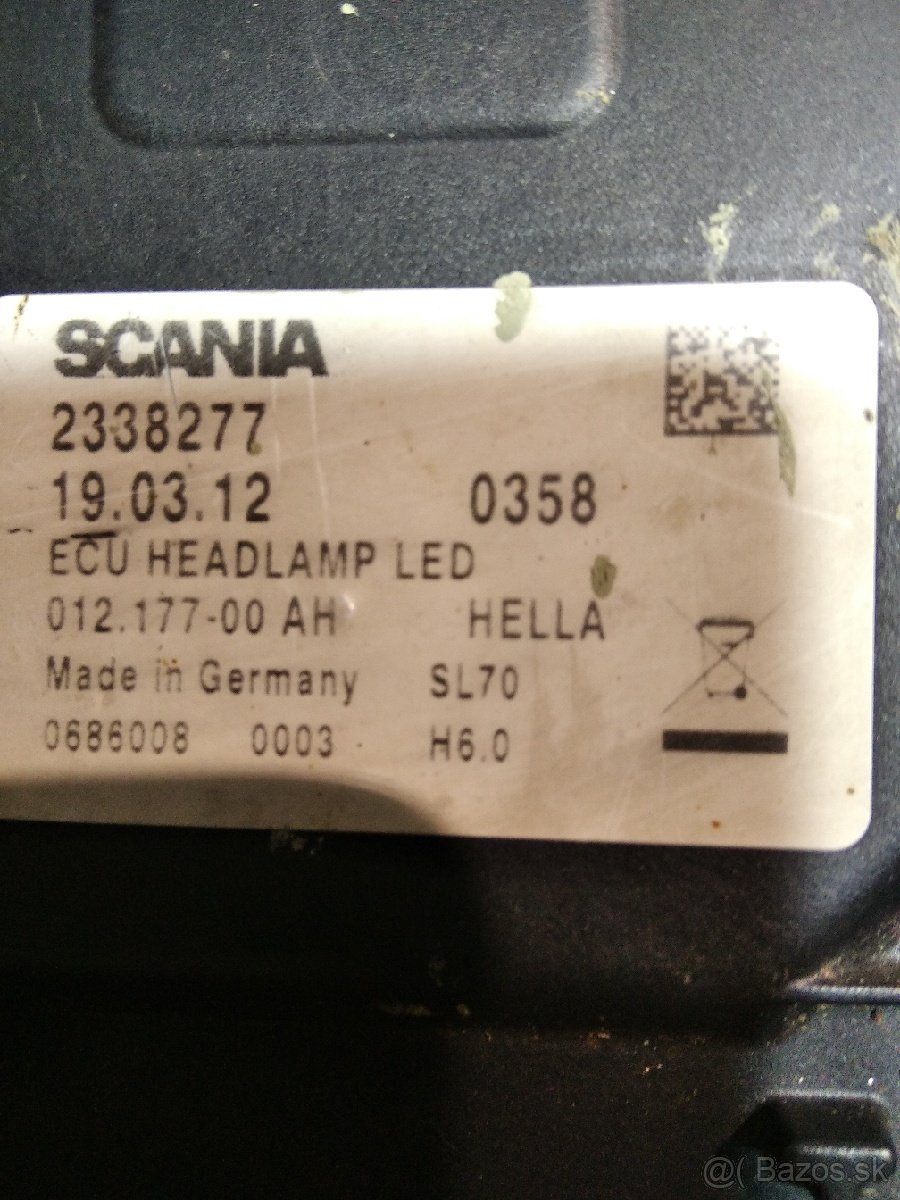 SCANIA
2338277
19.03.12 0358
ECU HEADLAMP LED
012.177-00 AH HELLA
Made in Germany SL70
0686008 0003 H6.0
@( Bazos.sk